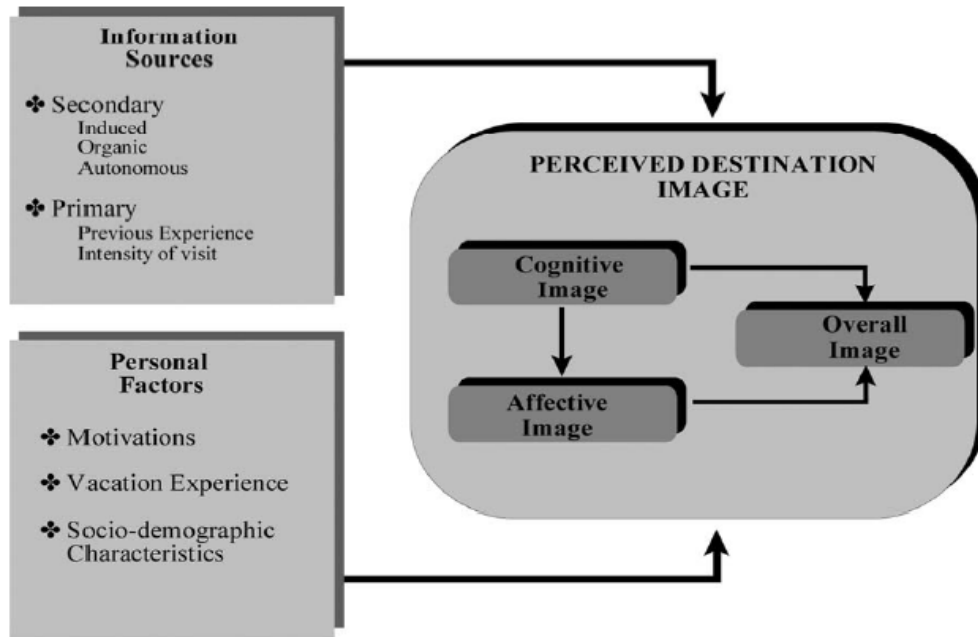 Information
Sources
✤ Secondary
Induced
Organic
Autonomous
✤ Primary
Previous Experience
Intensity of visit
Personal
Factors
✤ Motivations
✤ Vacation Experience
✤ Socio-demographic
Characteristics
PERCEIVED DESTINATION
IMAGE
Cognitive
Image
Affective
Image
Overall
Image